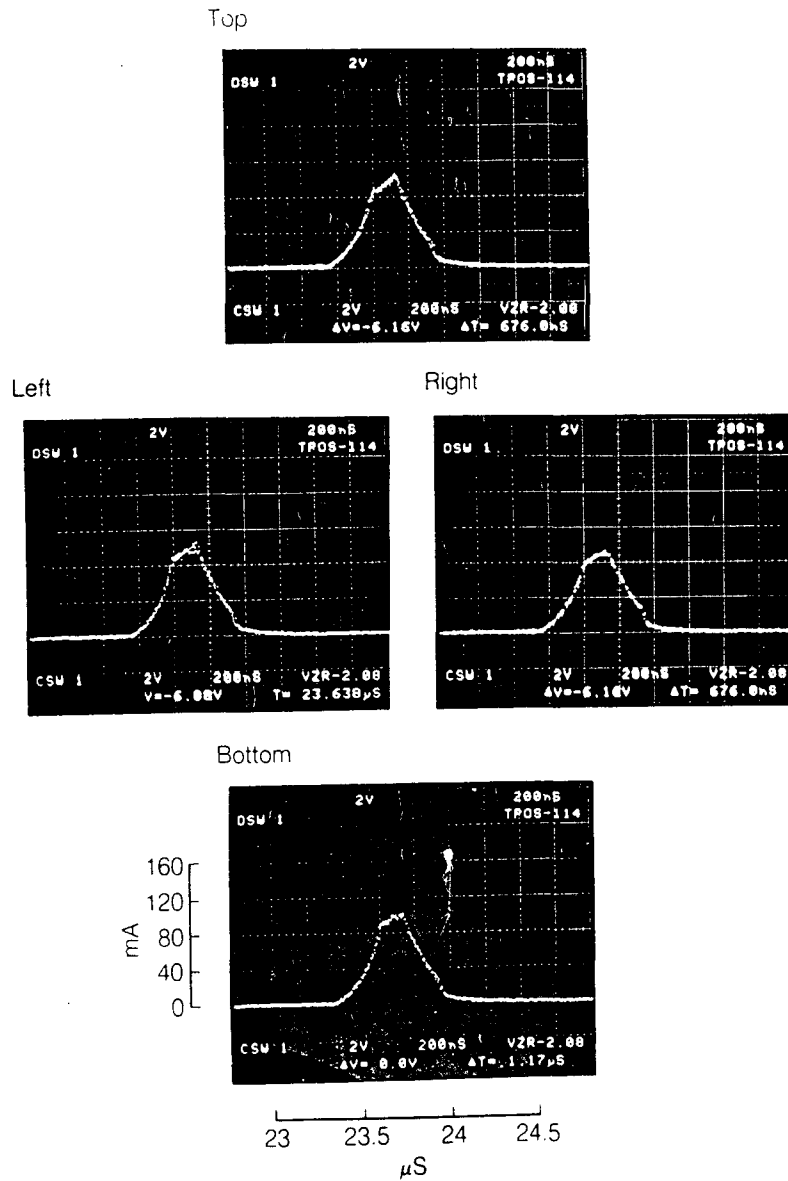 Top
2V 200nS
DSW 1 TPOS-114
CSW 1 2V 200nS VZR-2.08
ΔV=-6.16V ΔT= 676.0nS
Left
2V 200nS
DSW 1 TPOS-114
CSW 1 2V 200nS VZR-2.08
V=-6.08V T= 23.638µS
Right
2V 200nS
DSW 1 TPOS-114
CSW 1 2V 200nS VZR-2.08
ΔV=-6.16V ΔT= 676.0nS
Bottom
2V 200nS
DSW 1 TPOS-114
160
120
80
40
0
mA
CSW 1 2V 200nS VZR-2.08
ΔV= 0.0V ΔT= 1.17µS
23 23.5 24 24.5
µS